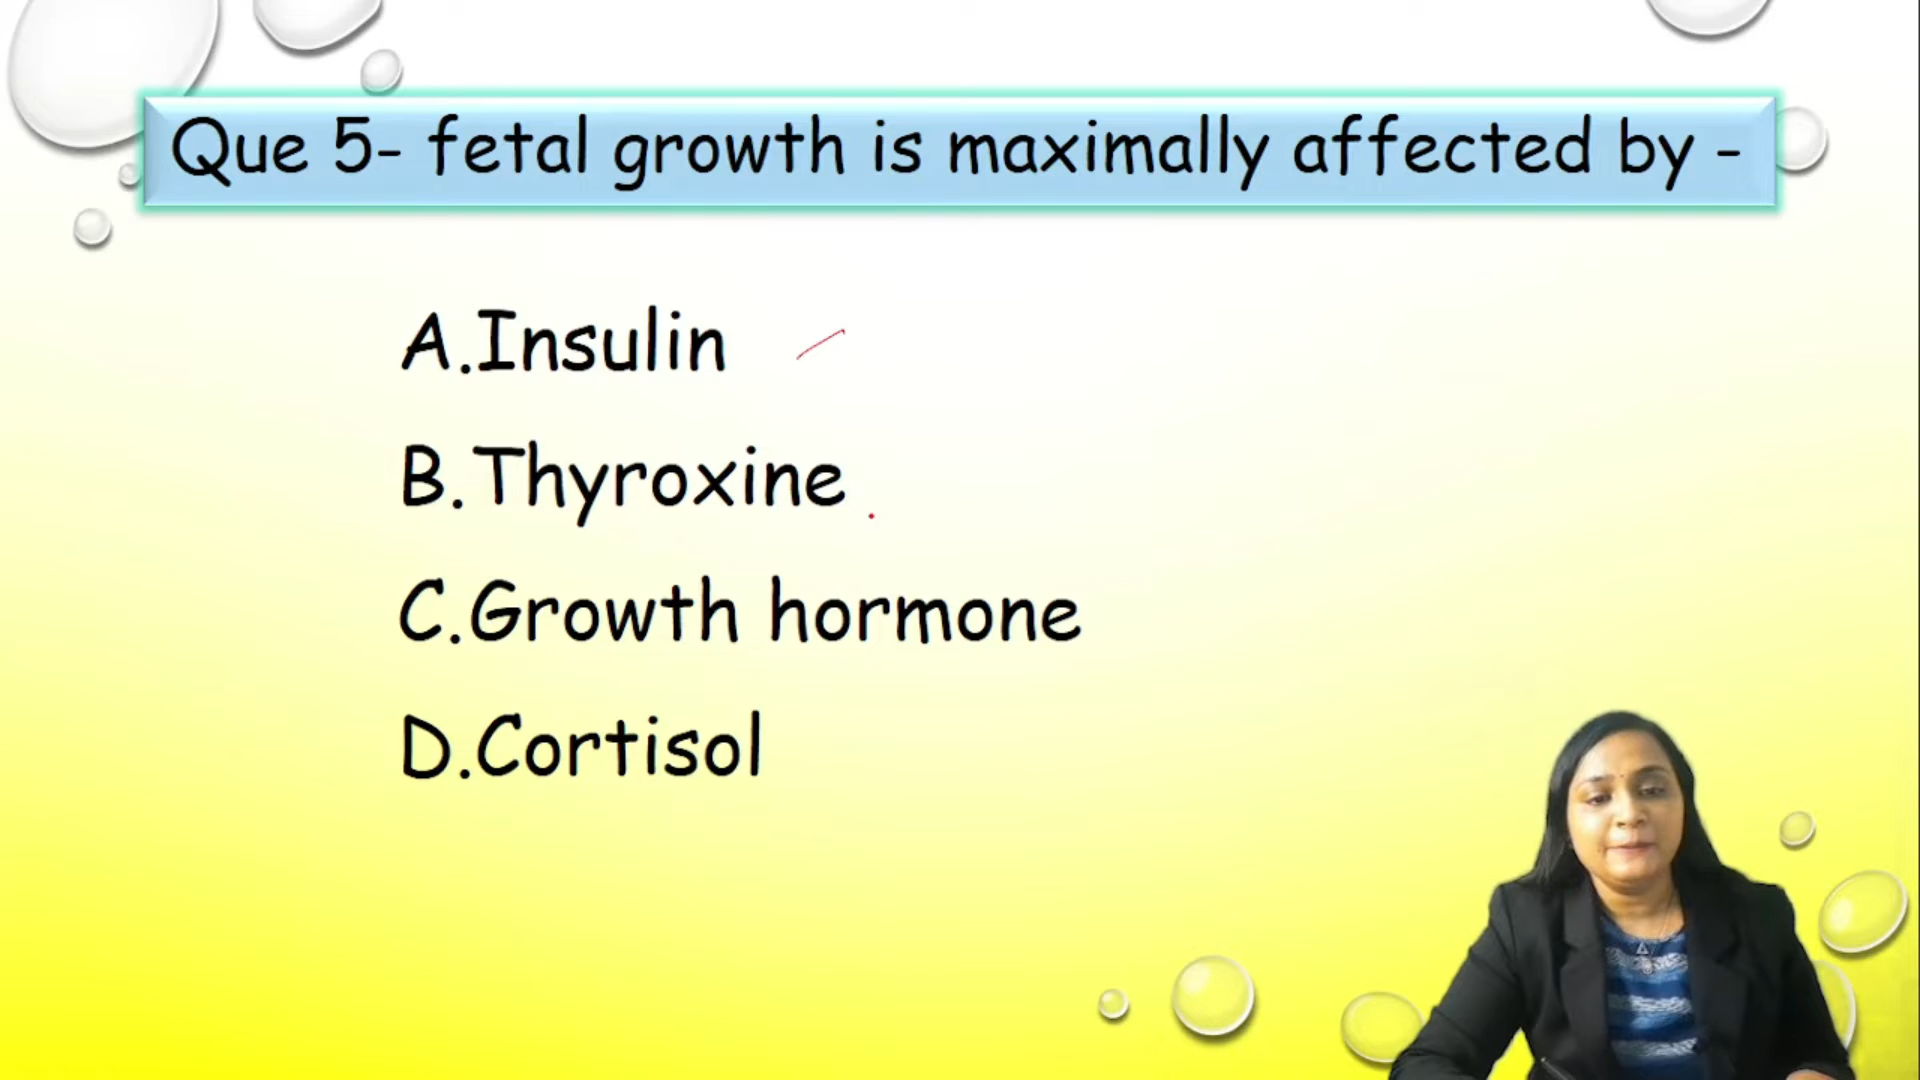 Que 5- fetal growth is maximally affected by -
A.Insulin
B.Thyroxine
C.Growth hormone
D.Cortisol